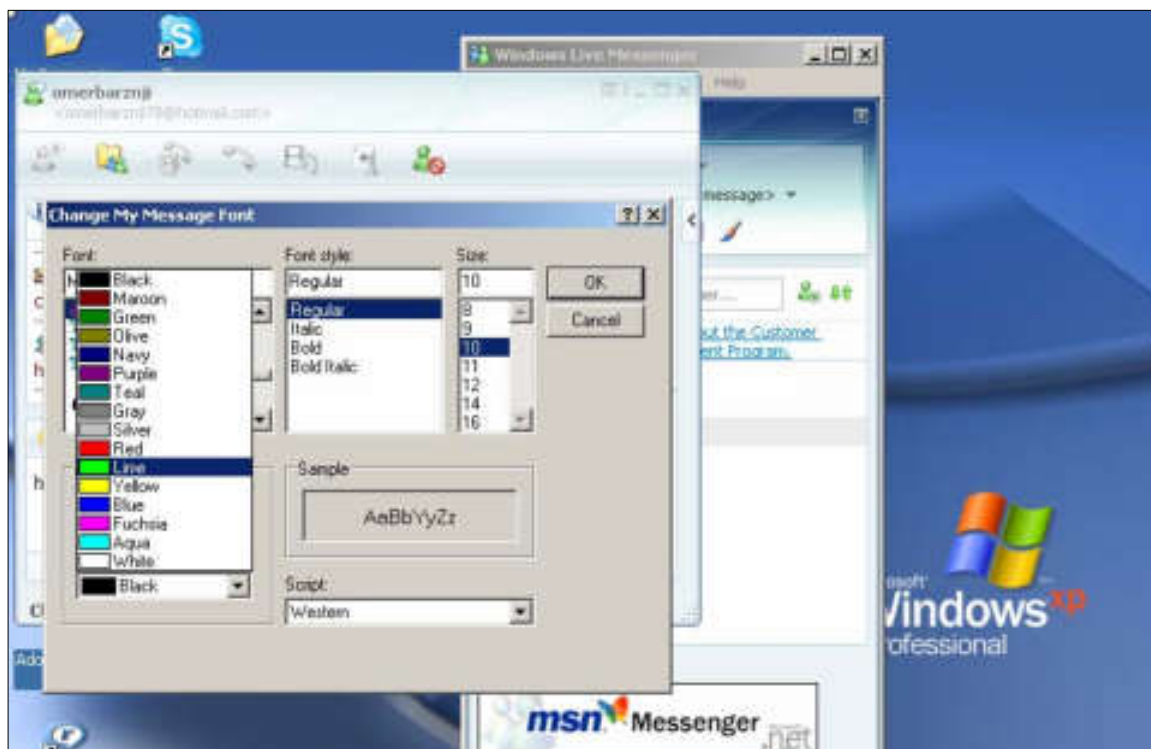 Windows Live Messenger
Help
omerbarznji
Change My Message Font
Font:
Font style:
Size:
Regular
10
OK
Cancel
Black
Maroon
Green
Olive
Navy
Purple
Teal
Gray
Silver
Red
Lime
Yellow
Blue
Fuchsia
Aqua
White
Black
Regular
Italic
Bold
Bold Italic
8
9
10
11
12
14
16
Sample
AaBbYyZz
Script:
Western
message>
out the Customer
ent Program.
Windows xp
Professional
msn Messenger
.net